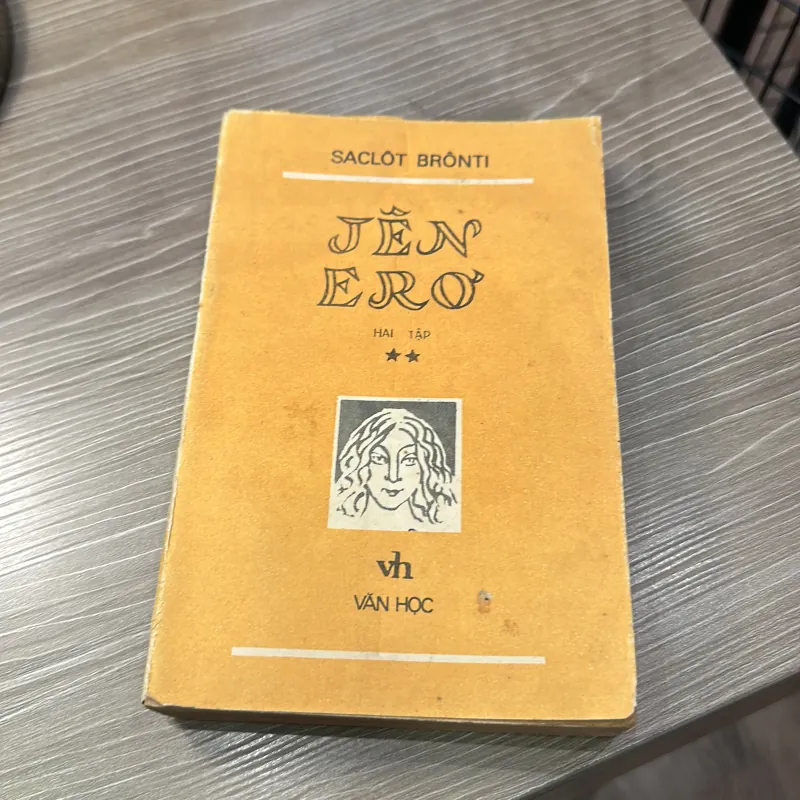 SACLÔT BRÔNTI
JÊN
ERƠ
HAI TẬP
★★
vh
VĂN HỌC